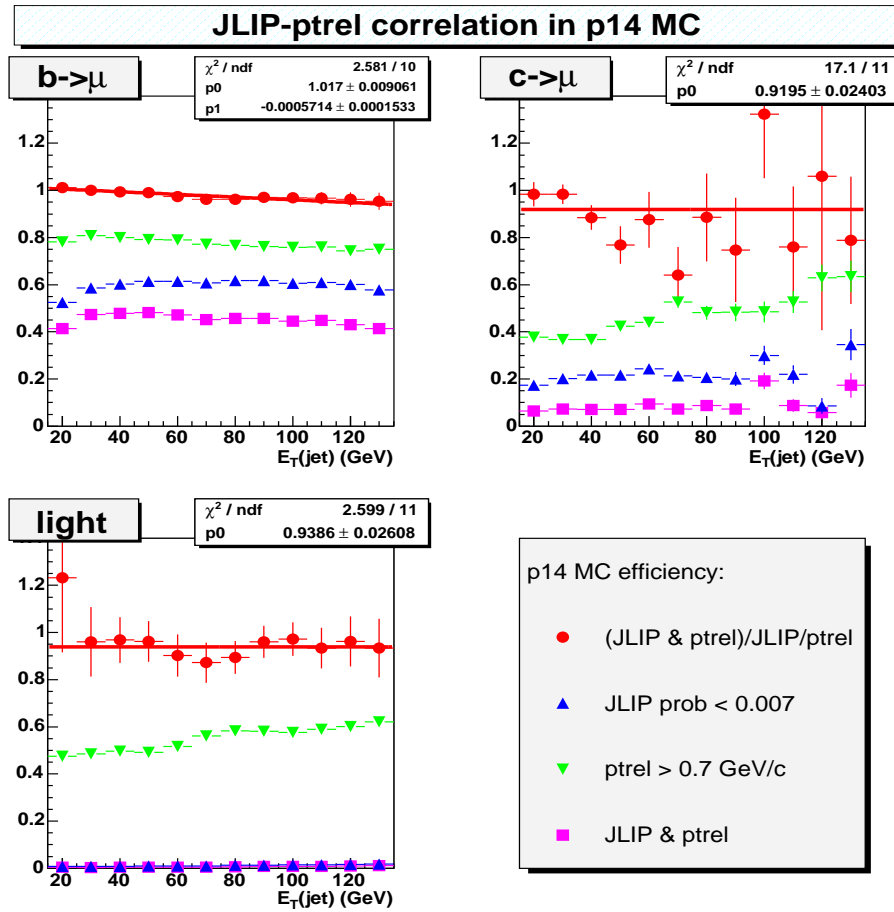 JLIP-ptrel correlation in p14 MC
b->μ
χ² / ndf 2.581 / 10
p0 1.017 ± 0.009061
p1 -0.0005714 ± 0.0001533
1.2
1
0.8
0.6
0.4
0.2
0
20 40 60 80 100 120
E_T(jet) (GeV)
c->μ
χ² / ndf 17.1 / 11
p0 0.9195 ± 0.02403
1.2
1
0.8
0.6
0.4
0.2
0
20 40 60 80 100 120
E_T(jet) (GeV)
light
χ² / ndf 2.599 / 11
p0 0.9386 ± 0.02608
1.2
1
0.8
0.6
0.4
0.2
0
20 40 60 80 100 120
E_T(jet) (GeV)
p14 MC efficiency:
(JLIP & ptrel)/JLIP/ptrel
JLIP prob < 0.007
ptrel > 0.7 GeV/c
JLIP & ptrel